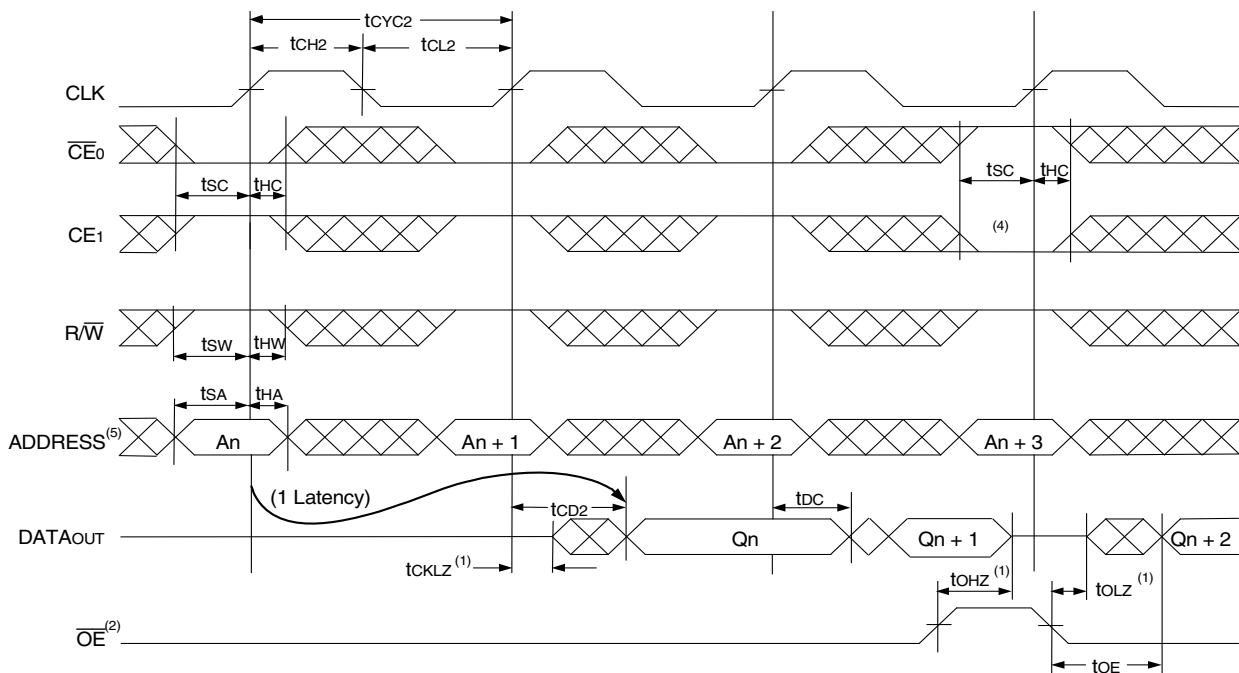 tCYC2
tCH2 tCL2
CLK
CE0
tSC tHC tSC tHC
CE1 (4)
R/W
tSW tHW
tSA tHA
ADDRESS(5) An An + 1 An + 2 An + 3
(1 Latency) tCD2 tDC
DATAOUT Qn Qn + 1 Qn + 2
tCKLZ (1) tOHZ (1) tOLZ (1)
OE(2)
tOE